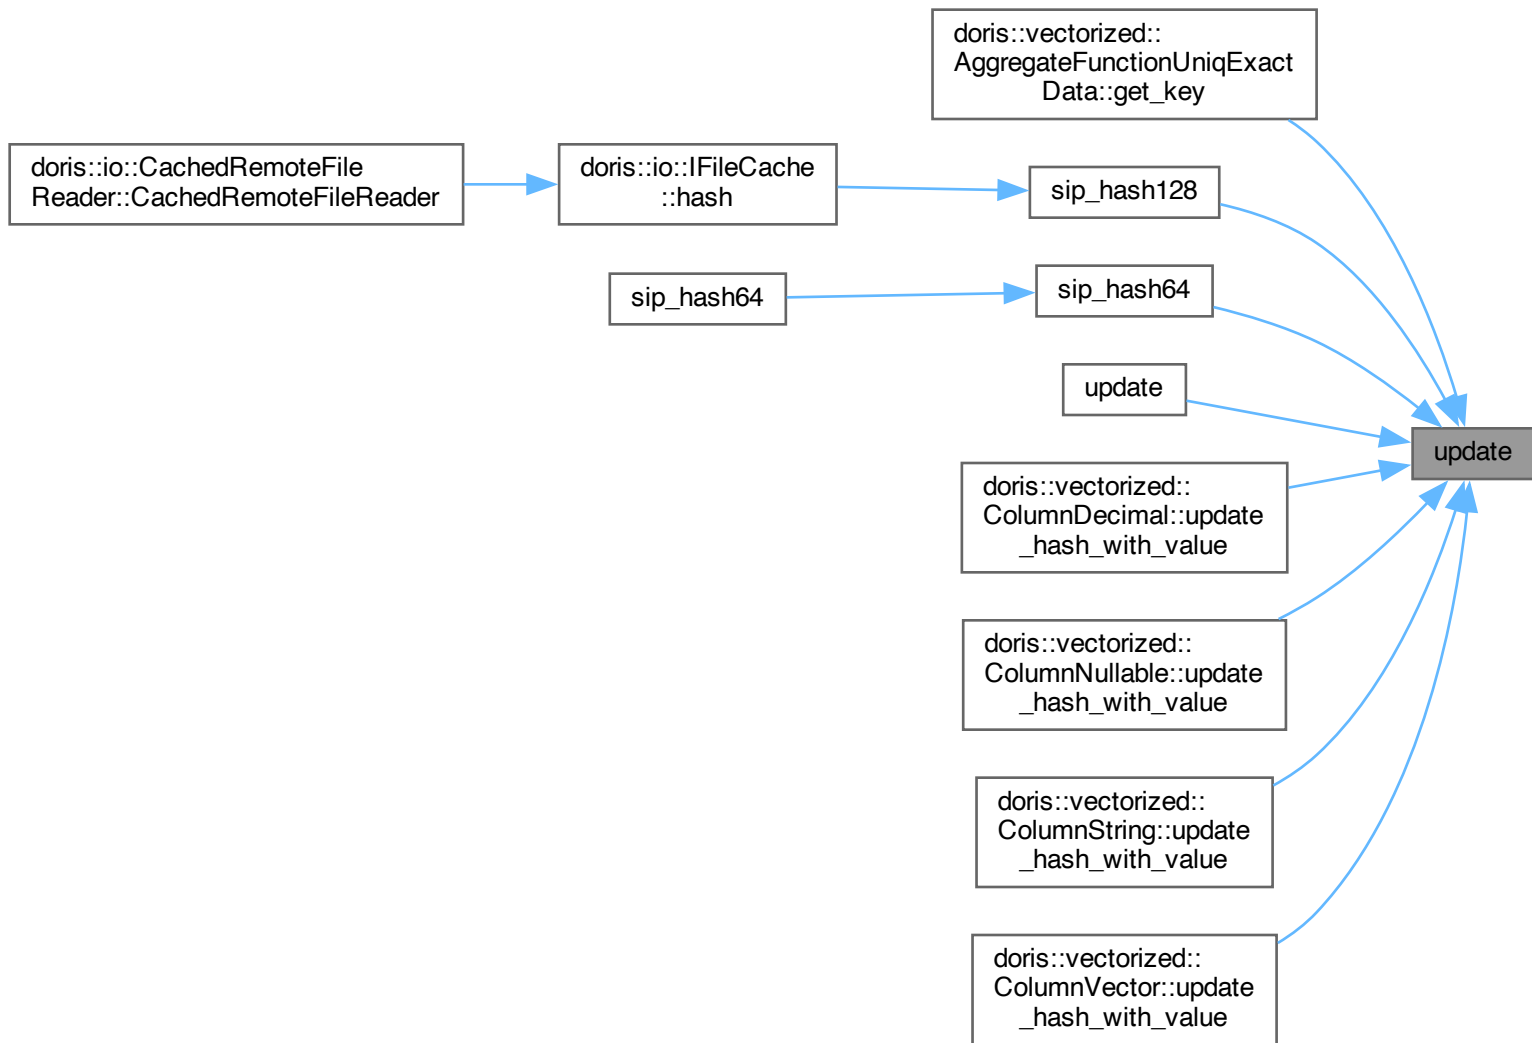 doris::vectorized::
AggregateFunctionUniqExact
Data::get_key
doris::io::CachedRemoteFile
Reader::CachedRemoteFileReader
doris::io::IFileCache
::hash
sip_hash128
sip_hash64
sip_hash64
update
update
doris::vectorized::
ColumnDecimal::update
_hash_with_value
doris::vectorized::
ColumnNullable::update
_hash_with_value
doris::vectorized::
ColumnString::update
_hash_with_value
doris::vectorized::
ColumnVector::update
_hash_with_value